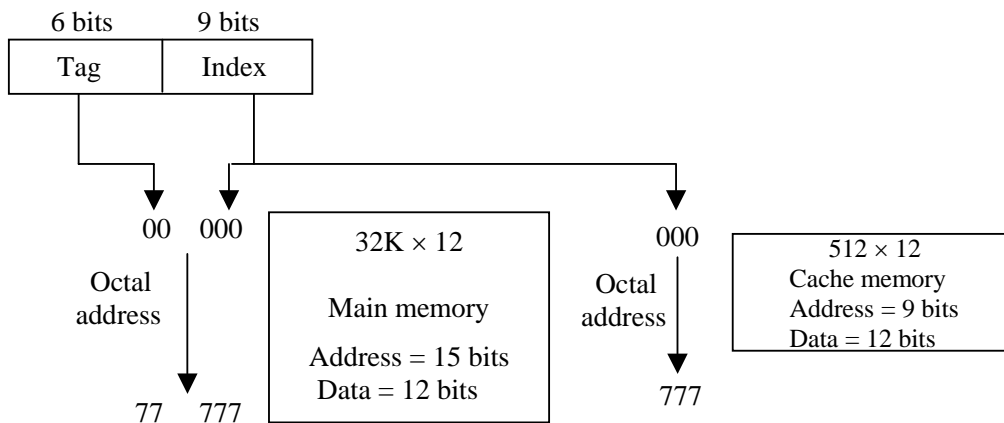 6 bits 9 bits
Tag Index
00 000
Octal
address
77 777
32K × 12
Main memory
Address = 15 bits
Data = 12 bits
000
Octal
address
777
512 × 12
Cache memory
Address = 9 bits
Data = 12 bits